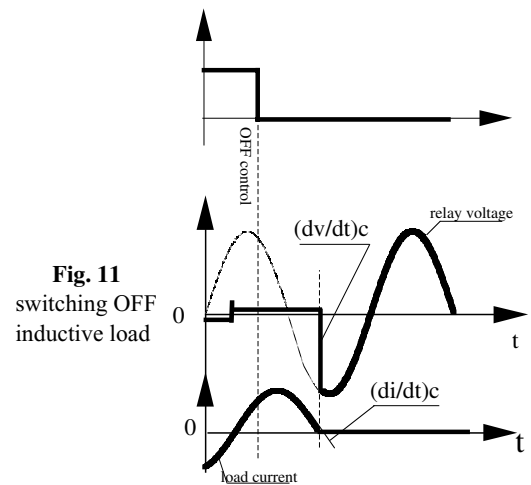 OFF control
relay voltage
(dv/dt)c
Fig. 11
switching OFF
inductive load
0
t
(di/dt)c
0
t
load current